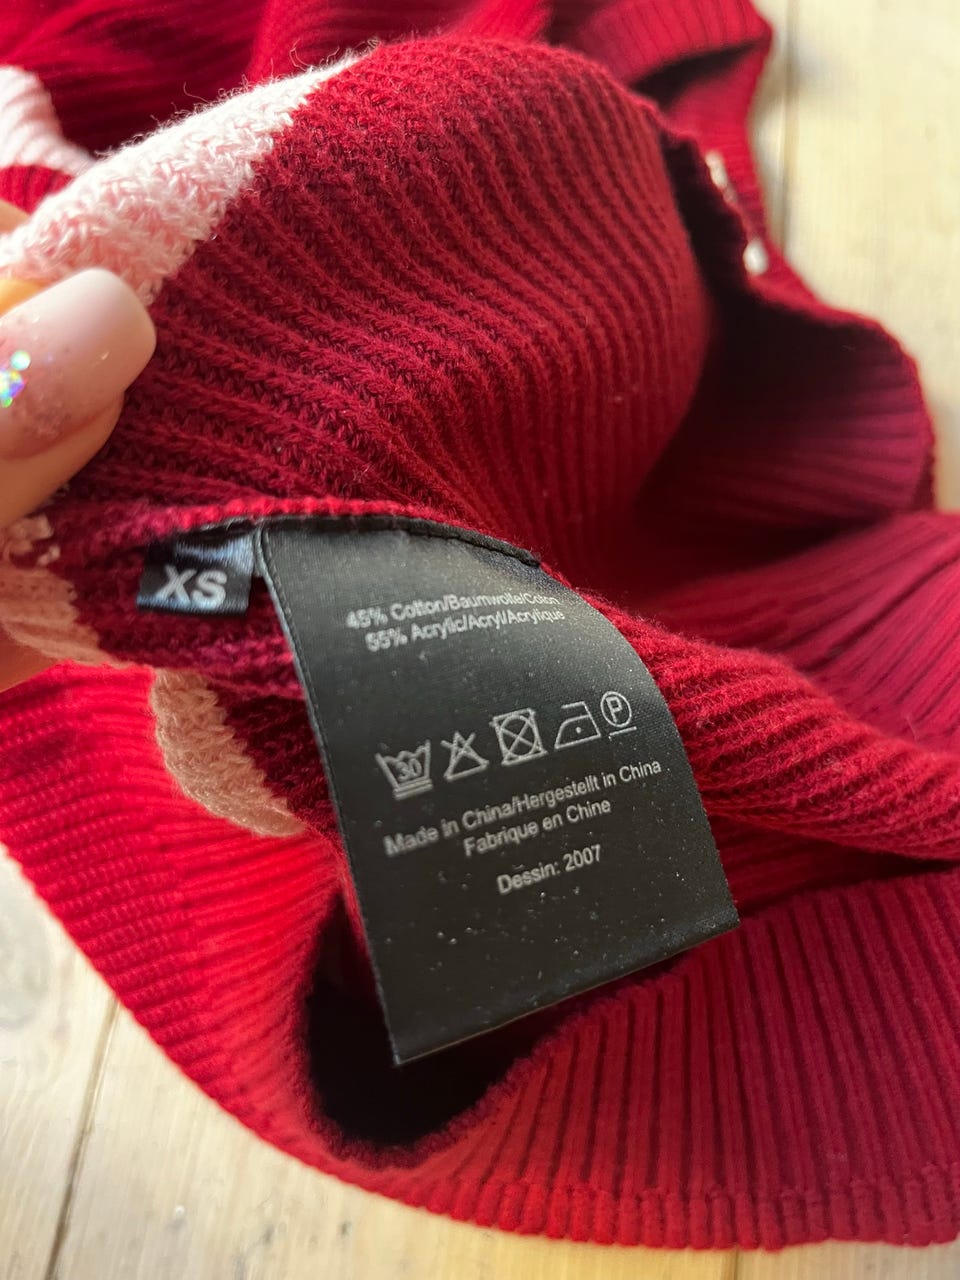 XS
45% Cotton/Baumwolle/Coton
55% Acrylic/Acryl/Acrylique
30 P
Made in China/Hergestellt in China
Fabrique en Chine
Dessin: 2007